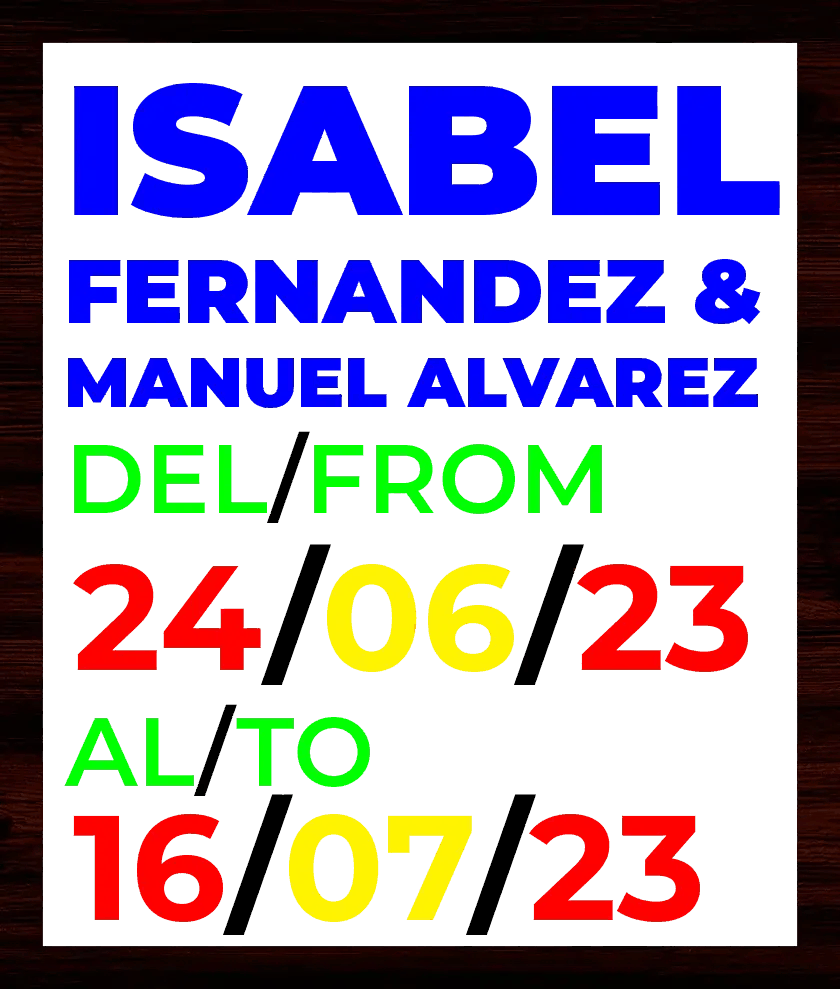 ISABEL
FERNANDEZ &
MANUEL ALVAREZ
DEL/FROM
24/06/23
AL/TO
16/07/23